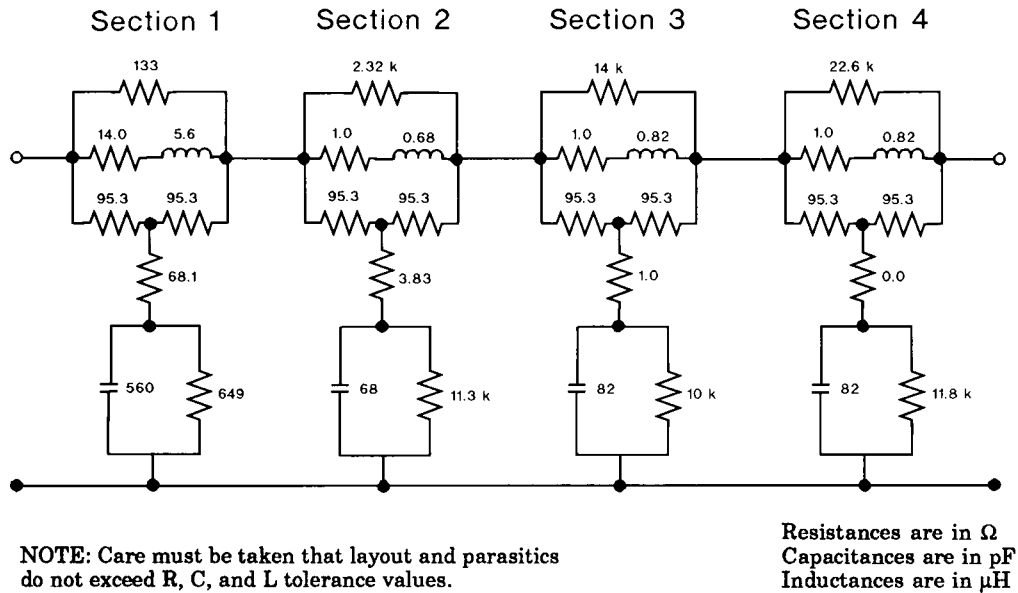 Section 1 Section 2 Section 3 Section 4
133 2.32 k 14 k 22.6 k
14.0 5.6 1.0 0.68 1.0 0.82 1.0 0.82
95.3 95.3 95.3 95.3 95.3 95.3 95.3 95.3
68.1 3.83 1.0 0.0
560 649 68 11.3 k 82 10 k 82 11.8 k
NOTE: Care must be taken that layout and parasitics
do not exceed R, C, and L tolerance values.
Resistances are in Ω
Capacitances are in pF
Inductances are in μH